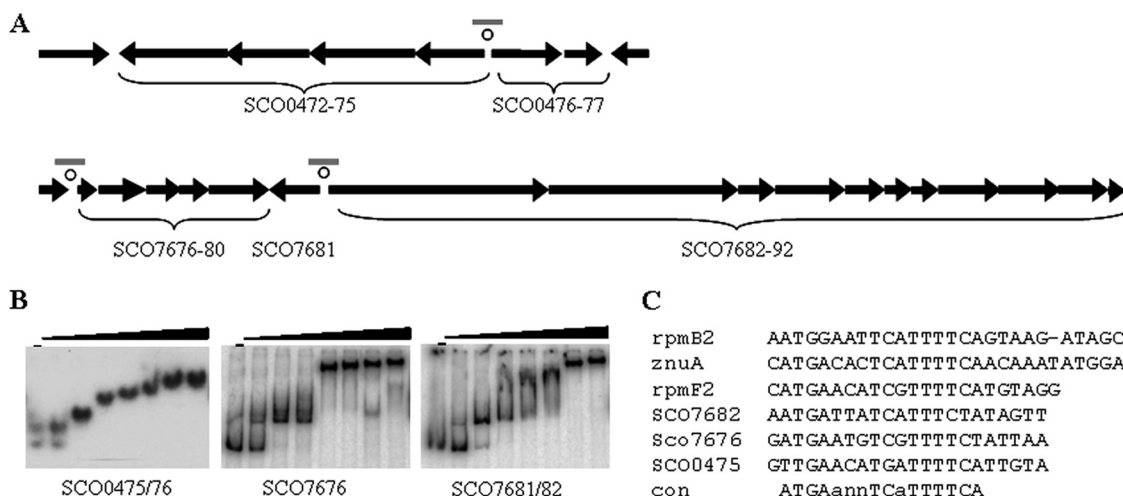 A
SCO0472-75
SCO0476-77
SCO7676-80
SCO7681
SCO7682-92
B
SCO0475/76
SCO7676
SCO7681/82
C
rpmB2 AATGGAATTCATTTTCAGTAAG-ATAGC
znuA CATGACACTCATTTTCAACAAATATGGA
rpmF2 CATGAACATCGTTTTCATGTAGG
SCO7682 AATGATTATCATTTCTATAGTT
Sco7676 GATGAATGTCGTTTTCTATTAA
SCO0475 GTTGAACATGATTTTCATTGTA
con ATGAannTCaTTTTCA